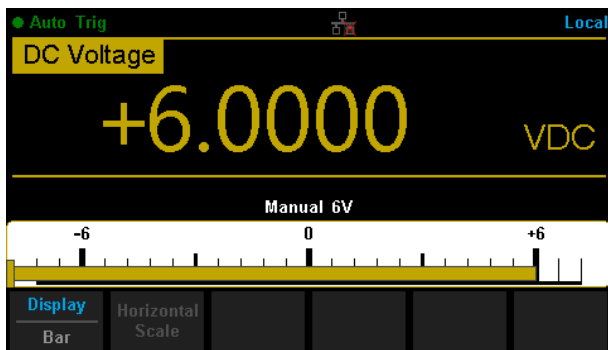 Auto Trig
Local
DC Voltage
+6.0000
VDC
Manual 6V
-6 0 +6
Display Horizontal
Bar Scale